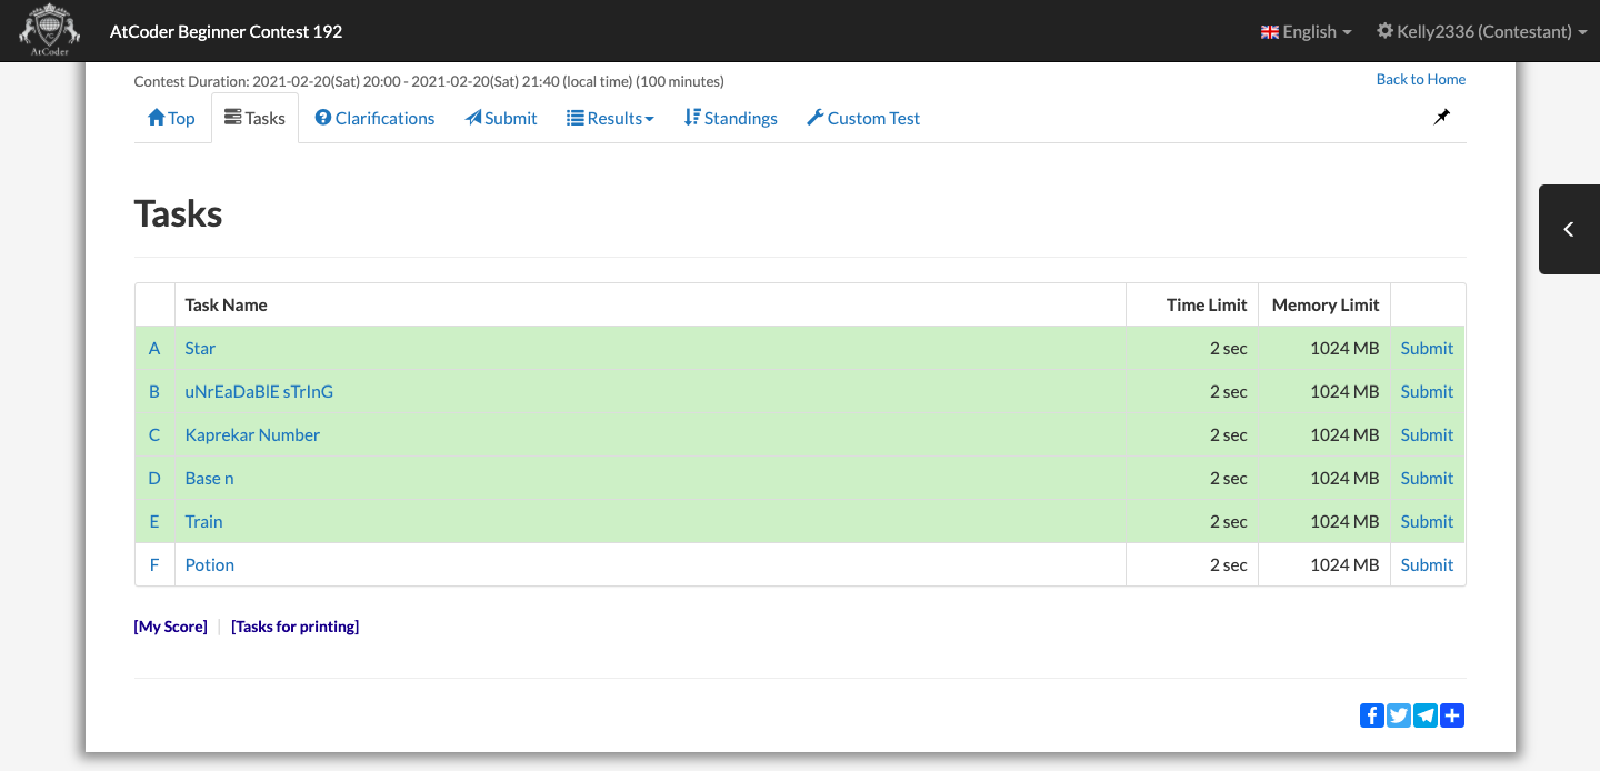 AtCoder Beginner Contest 192 English Kelly2336 (Contestant)
AtCoder
Contest Duration: 2021-02-20(Sat) 20:00 - 2021-02-20(Sat) 21:40 (local time) (100 minutes) Back to Home
Top Tasks Clarifications Submit Results Standings Custom Test
Tasks
Task Name Time Limit Memory Limit
A Star 2 sec 1024 MB Submit
B uNrEaDaBlE sTrInG 2 sec 1024 MB Submit
C Kaprekar Number 2 sec 1024 MB Submit
D Base n 2 sec 1024 MB Submit
E Train 2 sec 1024 MB Submit
F Potion 2 sec 1024 MB Submit
[My Score] [Tasks for printing]